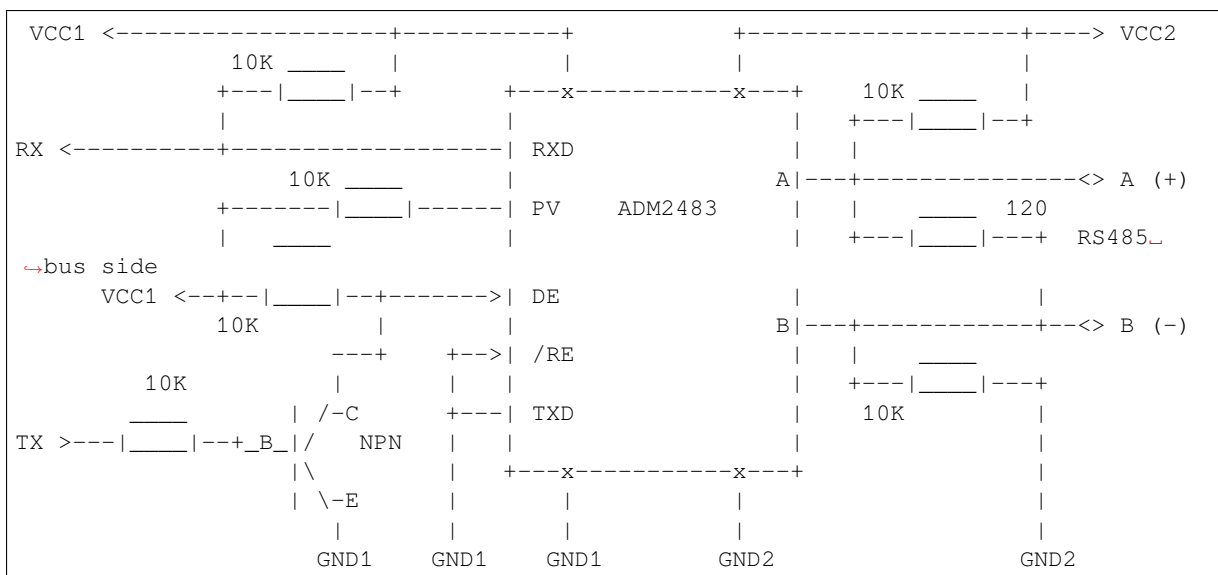 VCC1 <-------------------+-----------+           +-------------------+----> VCC2
              10K ____    |           |           |                   |
             +---|____|--+       +---x-----------x---+     10K ____  |
             |                   |                   |    +---|____|--+
RX <----------+-------------------| RXD               |    |
                   10K ____       |                  A|---+---------------<> A (+)
             +-------|____|------| PV    ADM2483     |    |    ____  120
             |   ____            |                   |    +---|____|---+  RS485␣
↪bus side
     VCC1 <--+--|____|--+------->| DE                |                |
             10K        |        |                  B|---+------------+--<> B (-)
                     ---+    +-->| /RE               |    |    ____
       10K           |       |   |                   |    +---|____|---+
       ____       | /-C      +---| TXD               |     10K        |
TX >---|____|--+_B_|/   NPN   |   |                   |                |
                  |\         |   +---x-----------x---+                |
                  | \-E      |       |           |                    |
                     |       |       |           |                    |
                    GND1    GND1    GND1        GND2                 GND2